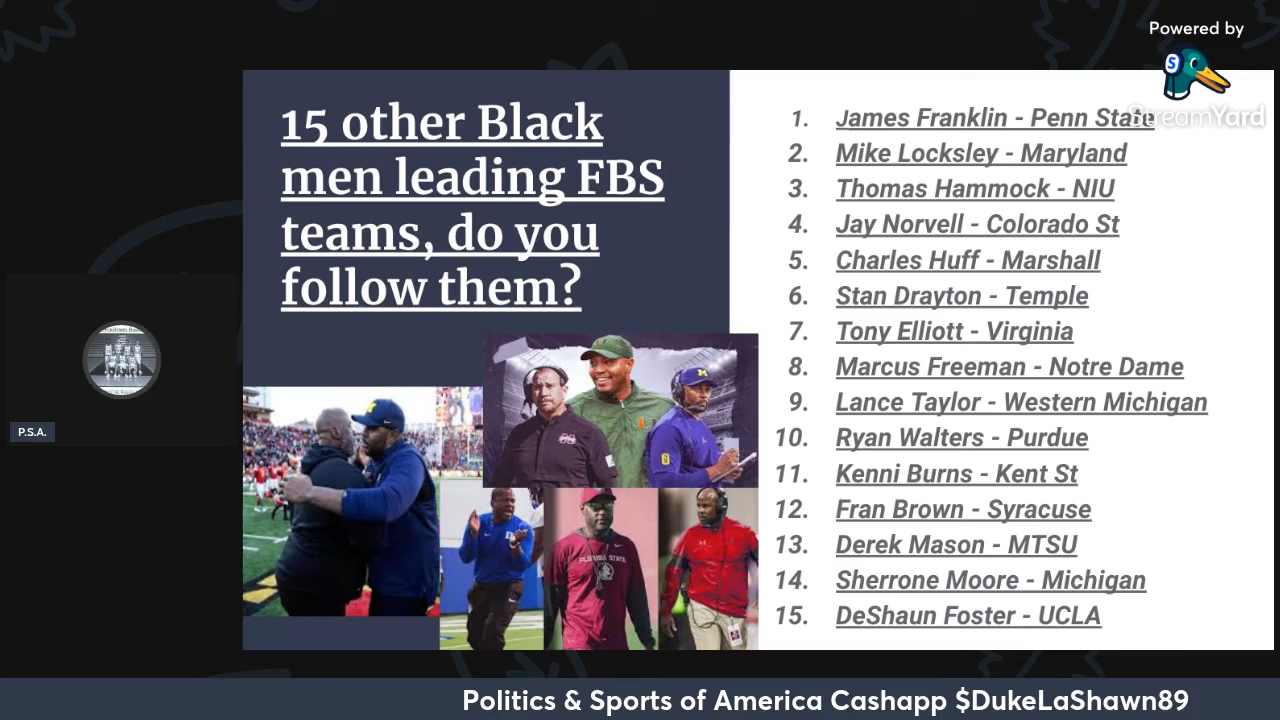 Powered by
StreamYard
15 other Black
men leading FBS
teams, do you
follow them?
1. James Franklin - Penn State
2. Mike Locksley - Maryland
3. Thomas Hammock - NIU
4. Jay Norvell - Colorado St
5. Charles Huff - Marshall
6. Stan Drayton - Temple
7. Tony Elliott - Virginia
8. Marcus Freeman - Notre Dame
9. Lance Taylor - Western Michigan
10. Ryan Walters - Purdue
11. Kenni Burns - Kent St
12. Fran Brown - Syracuse
13. Derek Mason - MTSU
14. Sherrone Moore - Michigan
15. DeShaun Foster - UCLA
P.S.A.
Politics & Sports of America Cashapp $DukeLaShawn89